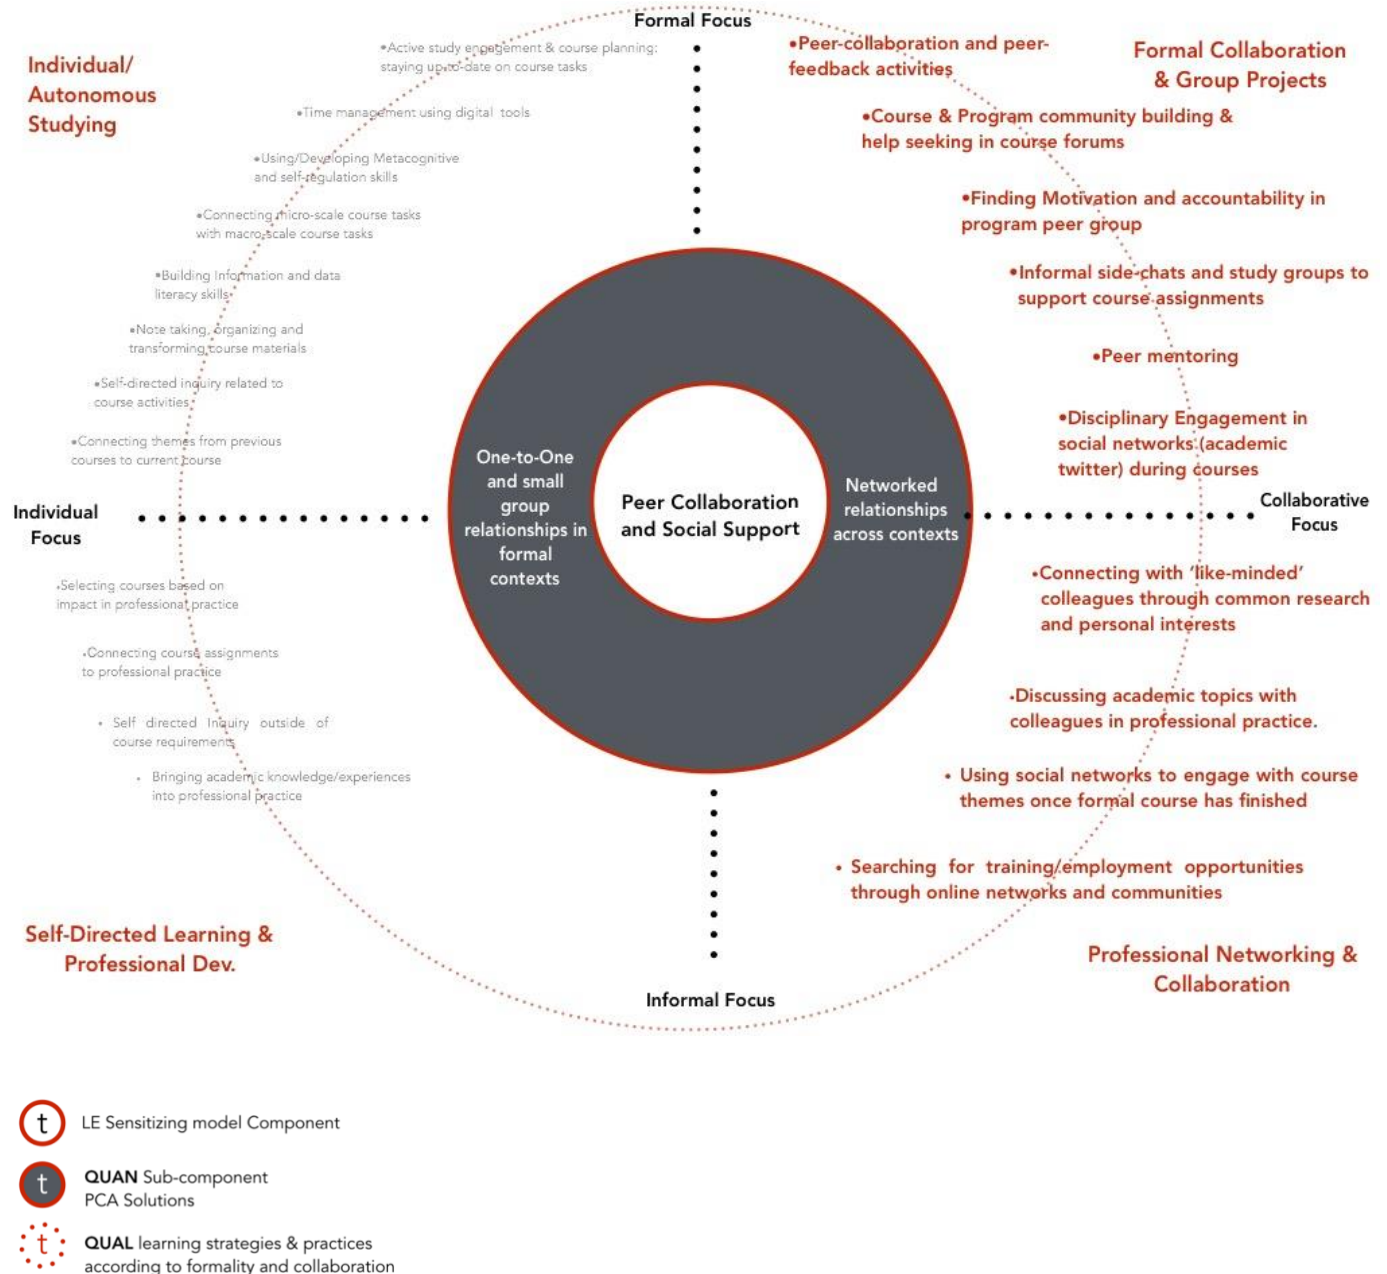 Formal Focus
Individual/
Autonomous
Studying
•Active study engagement & course planning:
staying up-to-date on course tasks
•Time management using digital tools
•Using/Developing Metacognitive
and self-regulation skills
•Connecting micro-scale course tasks
with macro-scale course tasks
•Building Information and data
literacy skills
•Note taking, organizing and
transforming course materials
•Self-directed inquiry related to
course activities
•Connecting themes from previous
courses to current course
Formal Collaboration
& Group Projects
•Peer-collaboration and peer-
feedback activities
•Course & Program community building &
help seeking in course forums
•Finding Motivation and accountability in
program peer group
•Informal side-chats and study groups to
support course assignments
•Peer mentoring
•Disciplinary Engagement in
social networks (academic
twitter) during courses
Individual
Focus
One-to-One
and small
group
relationships in
formal
contexts
Peer Collaboration
and Social Support
Networked
relationships
across contexts
Collaborative
Focus
•Selecting courses based on
impact in professional practice
•Connecting course assignments
to professional practice
• Self directed Inquiry outside of
course requirements
• Bringing academic knowledge/experiences
into professional practice
Self-Directed Learning &
Professional Dev.
•Connecting with ‘like-minded’
colleagues through common research
and personal interests
•Discussing academic topics with
colleagues in professional practice.
• Using social networks to engage with course
themes once formal course has finished
• Searching for training/employment opportunities
through online networks and communities
Professional Networking &
Collaboration
Informal Focus
t LE Sensitizing model Component
t QUAN Sub-component
PCA Solutions
t QUAL learning strategies & practices
according to formality and collaboration